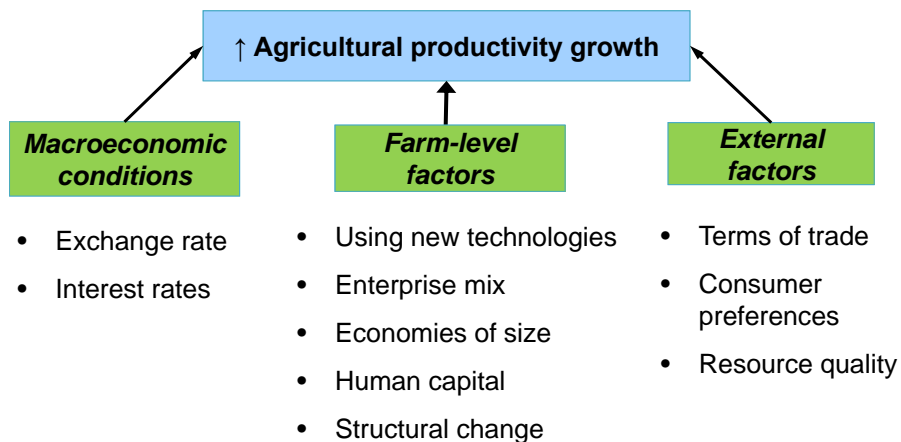 ↑ Agricultural productivity growth
Macroeconomic
conditions
• Exchange rate
• Interest rates
Farm-level
factors
• Using new technologies
• Enterprise mix
• Economies of size
• Human capital
• Structural change
External
factors
• Terms of trade
• Consumer
preferences
• Resource quality